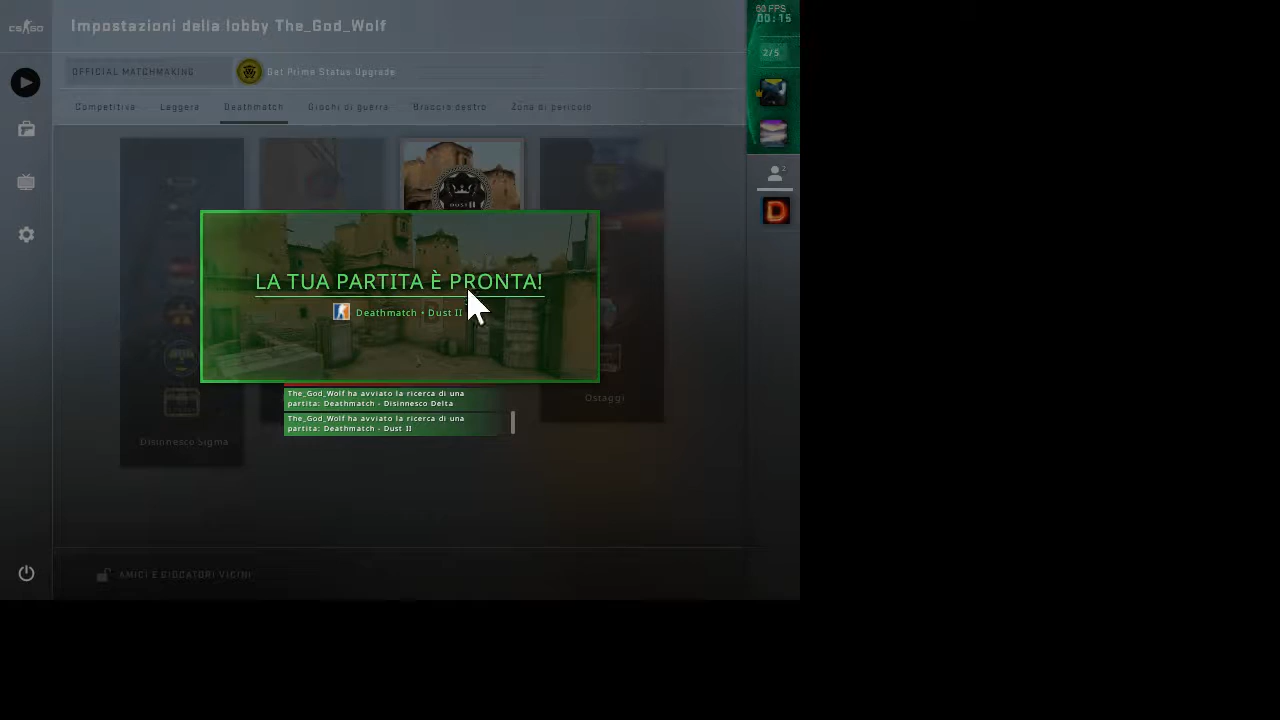 60 FPS
00:15
CS:GO
Impostazioni della lobby The_God_Wolf
2/5
OFFICIAL MATCHMAKING
Get Prime Status Upgrade
Competitiva
Leggera
Deathmatch
Giochi di guerra
Braccio destro
Zona di pericolo
2
D
DUST II
LA TUA PARTITA È PRONTA!
Deathmatch • Dust II
The_God_Wolf ha avviato la ricerca di una
partita: Deathmatch - Disinnesco Delta
The_God_Wolf ha avviato la ricerca di una
partita: Deathmatch - Dust II
Ostaggi
Disinnesco Sigma
AMICI E GIOCATORI VICINI